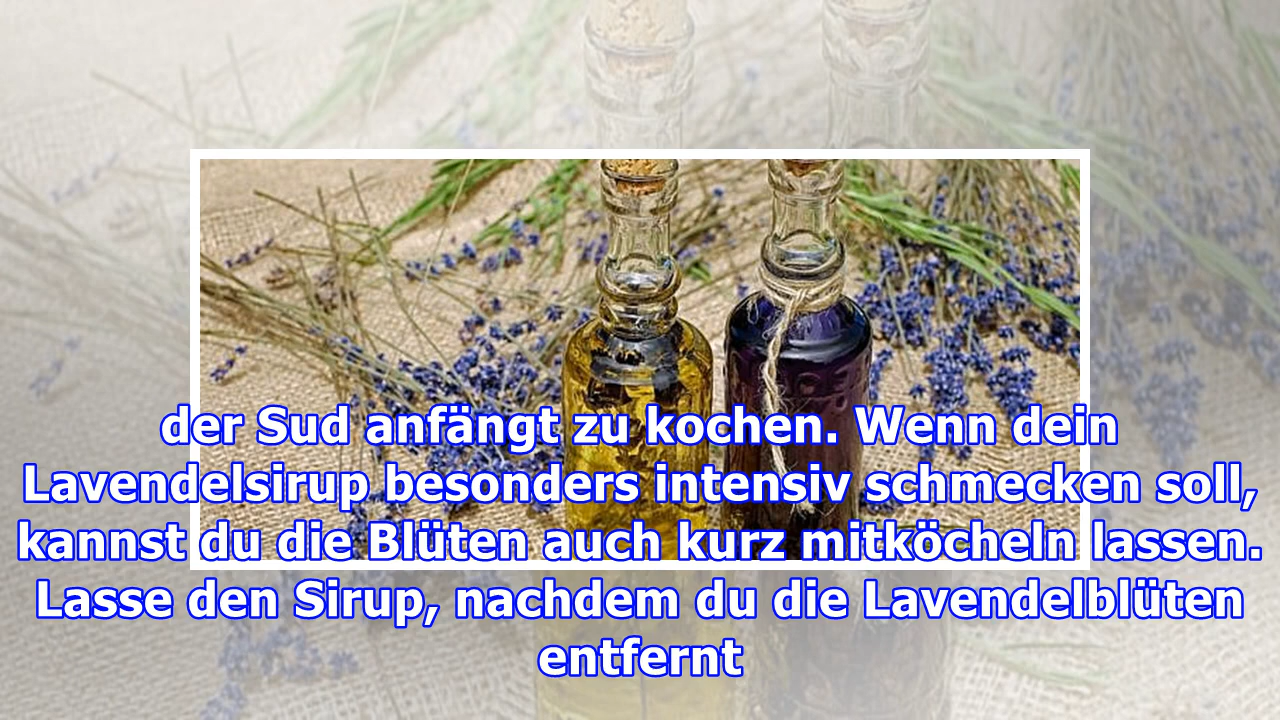 der Sud anfängt zu kochen. Wenn dein
Lavendelsirup besonders intensiv schmecken soll,
kannst du die Blüten auch kurz mitköcheln lassen.
Lasse den Sirup, nachdem du die Lavendelblüten
entfernt